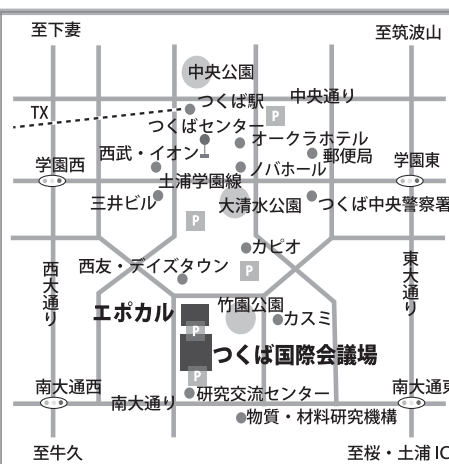 至下妻
至筑波山
中央公園
つくば駅
中央通り
TX
P
つくばセンター
オークラホテル
西武・イオン
郵便局
学園西
ノバホール
学園東
土浦学園線
三井ビル
大清水公園
つくば中央警察署
P
カピオ
西大通り
東大通り
西友・デイズタウン
P
エポカル
竹園公園
カスミ
P
つくば国際会議場
P
南大通西
研究交流センター
南大通東
南大通り
物質・材料研究機構
至牛久
至桜・土浦IC